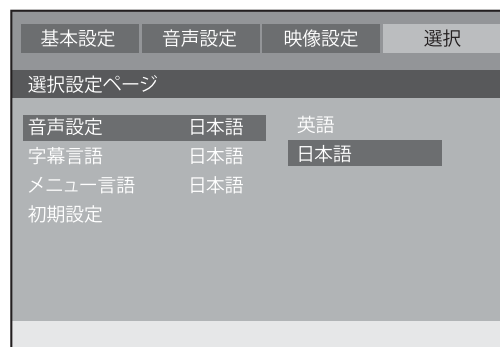 基本設定 音声設定 映像設定 選択
選択設定ページ
音声設定 日本語 英語
字幕言語 日本語 日本語
メニュー言語 日本語
初期設定